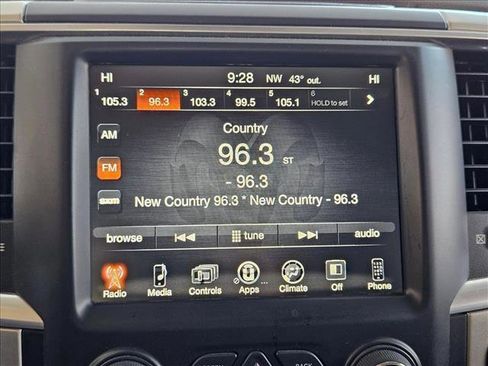 HI 9:28 NW 43° out. HI
1 105.3 2 96.3 3 103.3 4 99.5 5 105.1 6 HOLD to set
AM
Country
96.3 ST
FM
- 96.3
New Country 96.3 * New Country - 96.3
browse tune audio
Radio Media Controls Apps ... Climate Off Phone
BACK